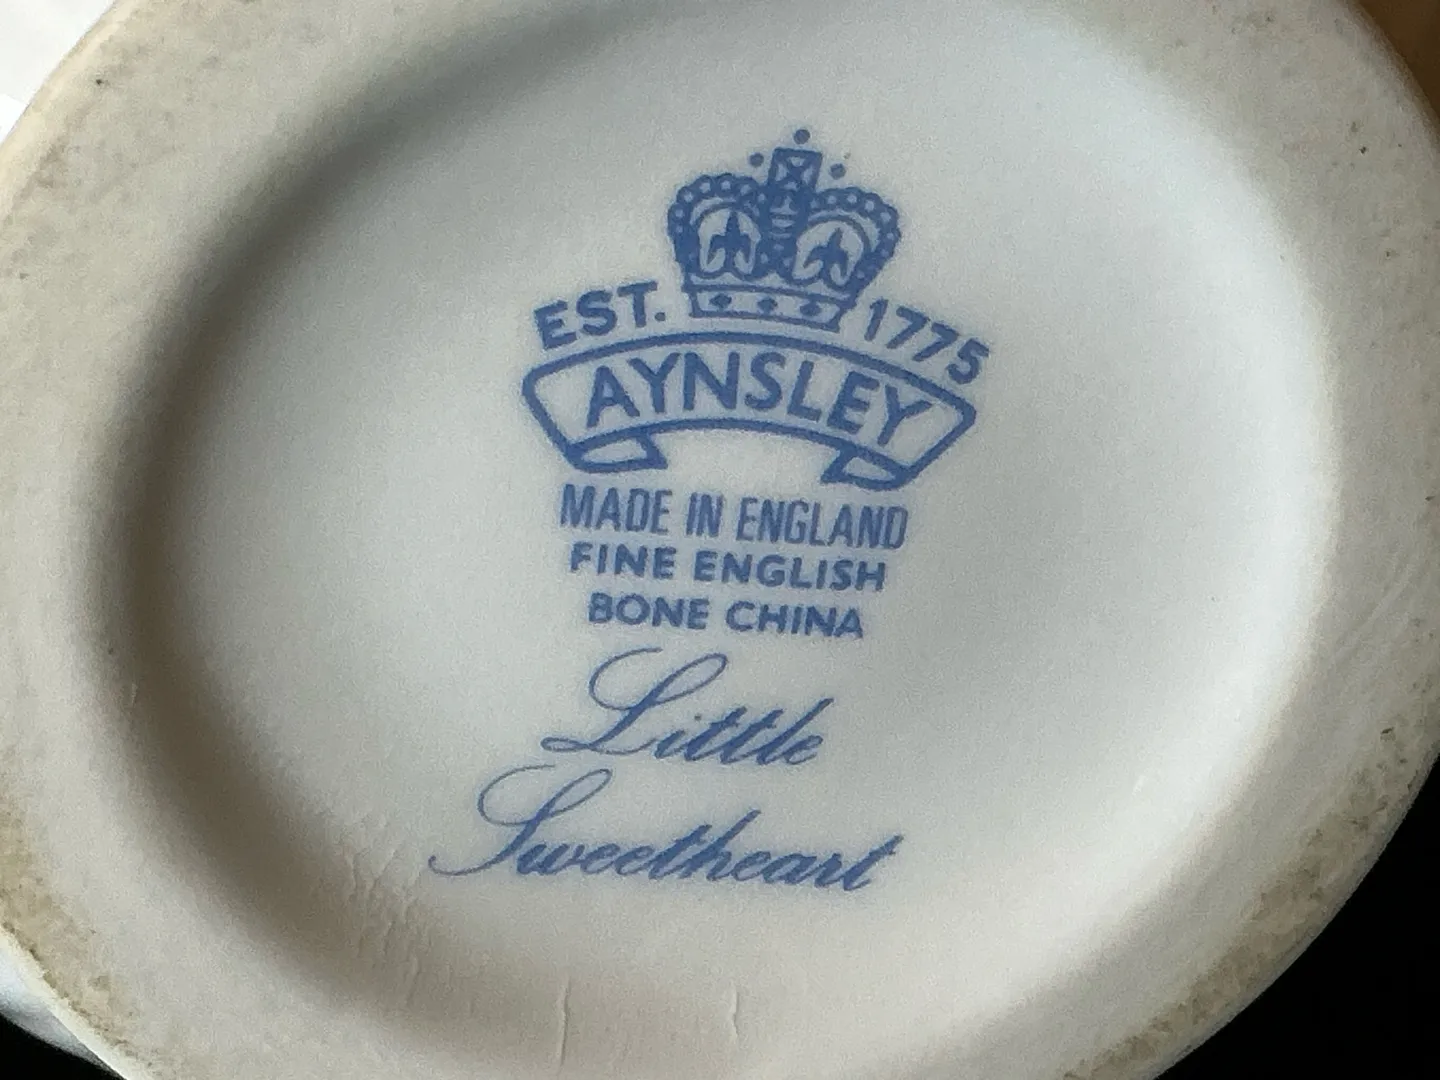 EST. 1775
AYNSLEY
MADE IN ENGLAND
FINE ENGLISH
BONE CHINA
Little
Sweetheart